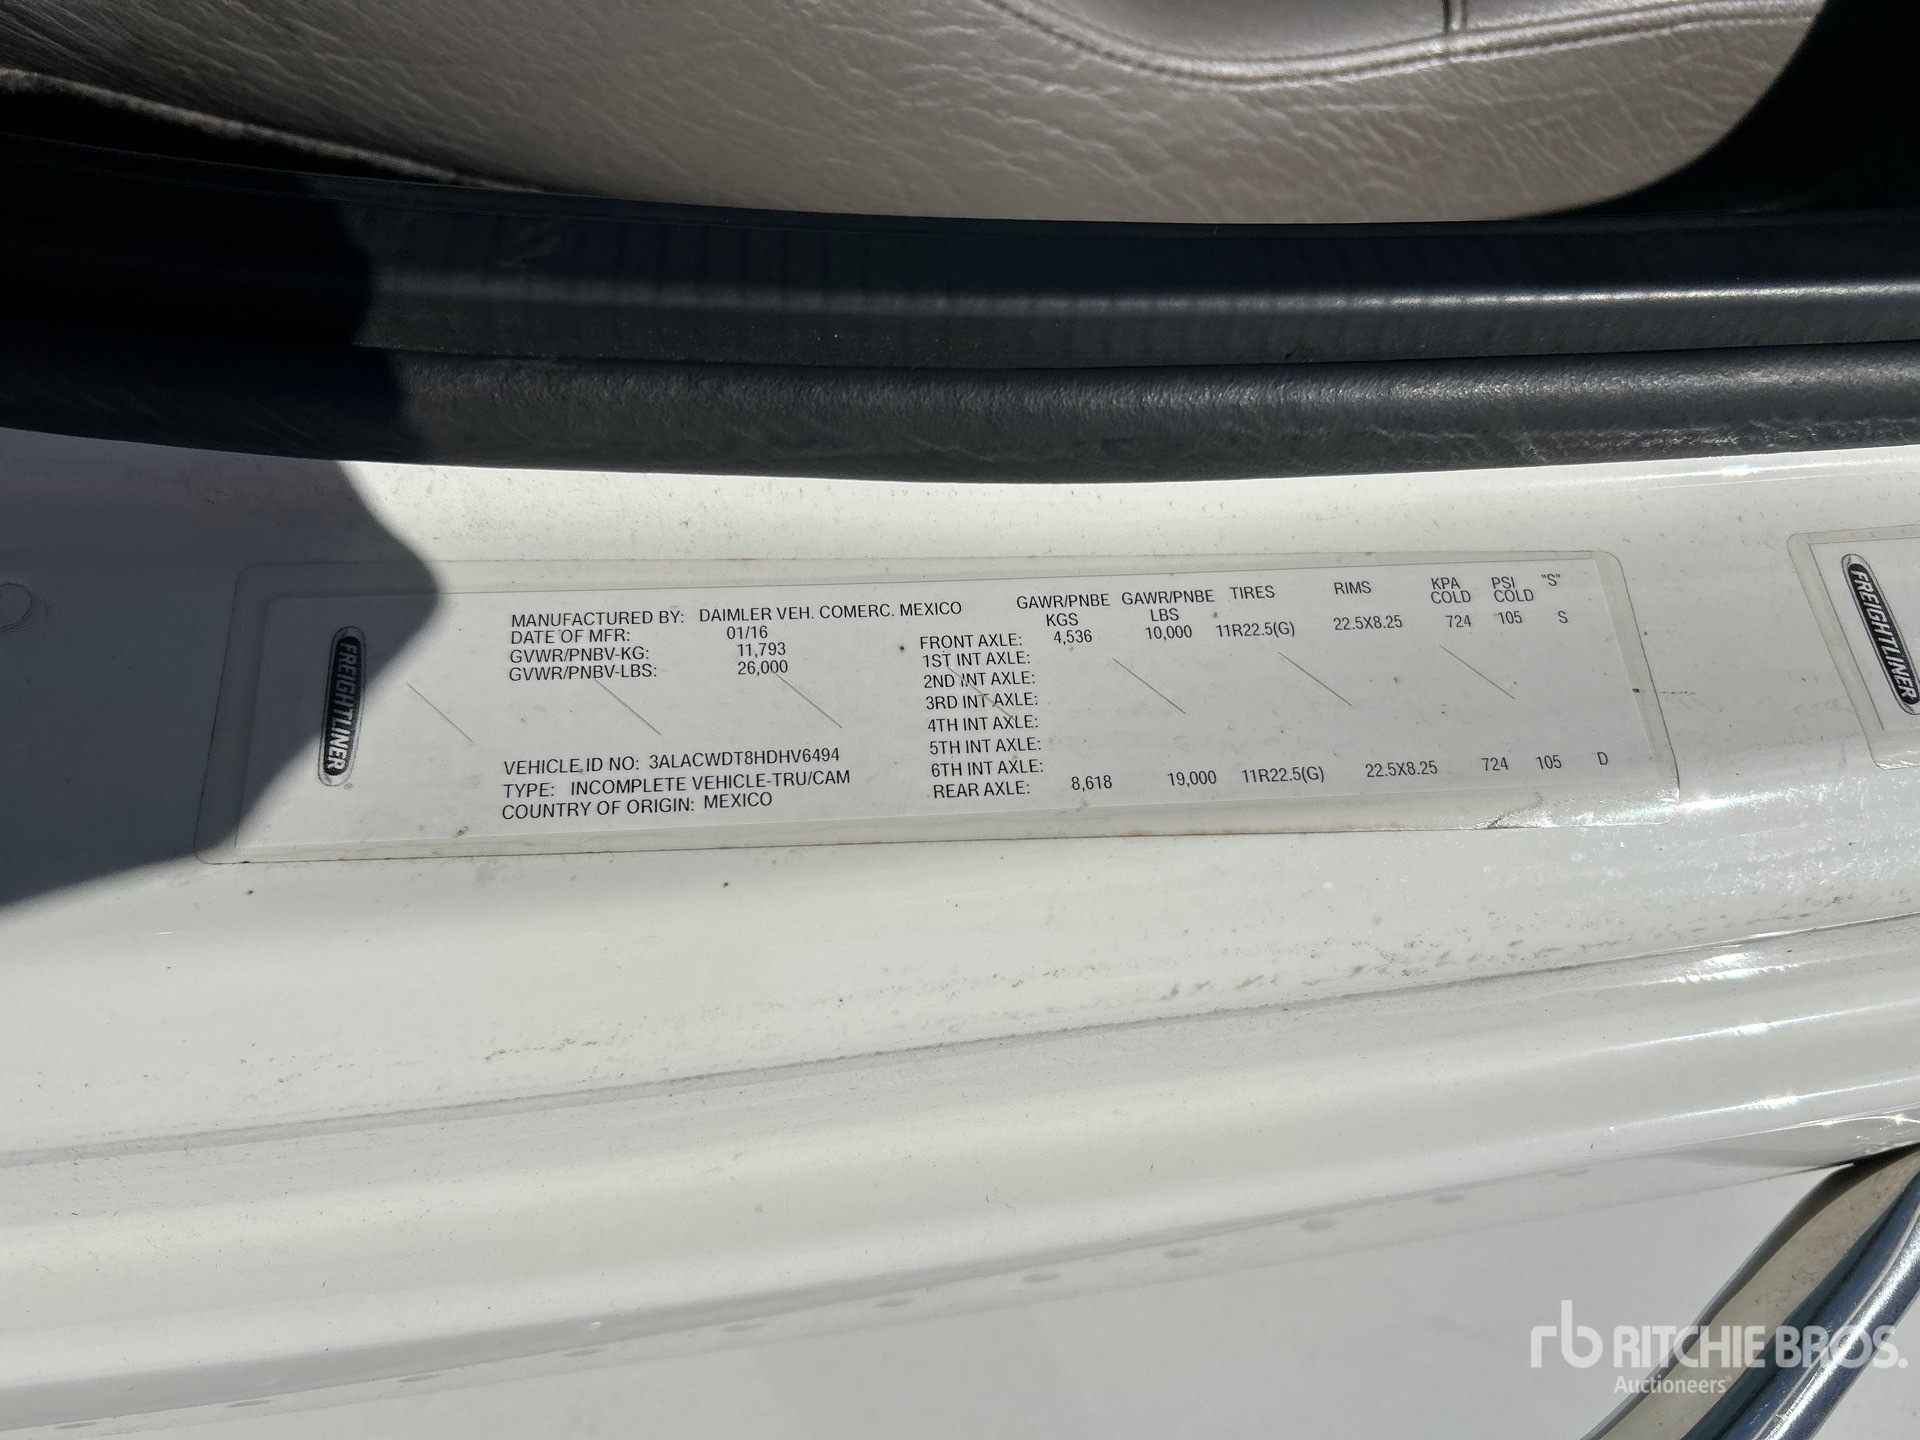 FREIGHTLINER
MANUFACTURED BY: DAIMLER VEH. COMERC. MEXICO
DATE OF MFR: 01/16
GVWR/PNBV-KG: 11,793
GVWR/PNBV-LBS: 26,000
VEHICLE ID NO: 3ALACWDT8HDHV6494
TYPE: INCOMPLETE VEHICLE-TRU/CAM
COUNTRY OF ORIGIN: MEXICO
GAWR/PNBE KGS GAWR/PNBE LBS TIRES RIMS KPA COLD PSI COLD "S"
FRONT AXLE: 4,536 10,000 11R22.5(G) 22.5X8.25 724 105 S
1ST INT AXLE:
2ND INT AXLE:
3RD INT AXLE:
4TH INT AXLE:
5TH INT AXLE:
6TH INT AXLE:
REAR AXLE: 8,618 19,000 11R22.5(G) 22.5X8.25 724 105 D
FREIGHTLINER
rb RITCHIE BROS.
Auctioneers